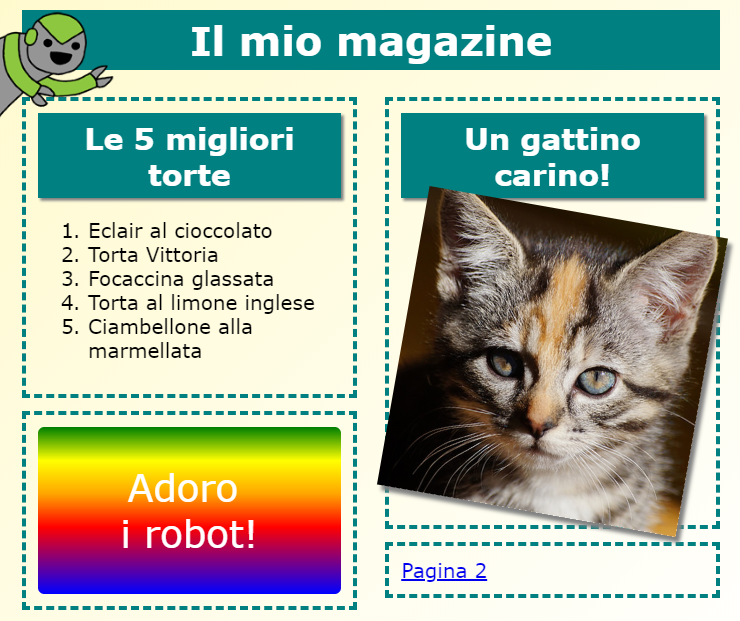 Il mio magazine
Le 5 migliori
torte
1. Eclair al cioccolato
2. Torta Vittoria
3. Focaccina glassata
4. Torta al limone inglese
5. Ciambellone alla
marmellata
Adoro
i robot!
Un gattino
carino!
Pagina 2